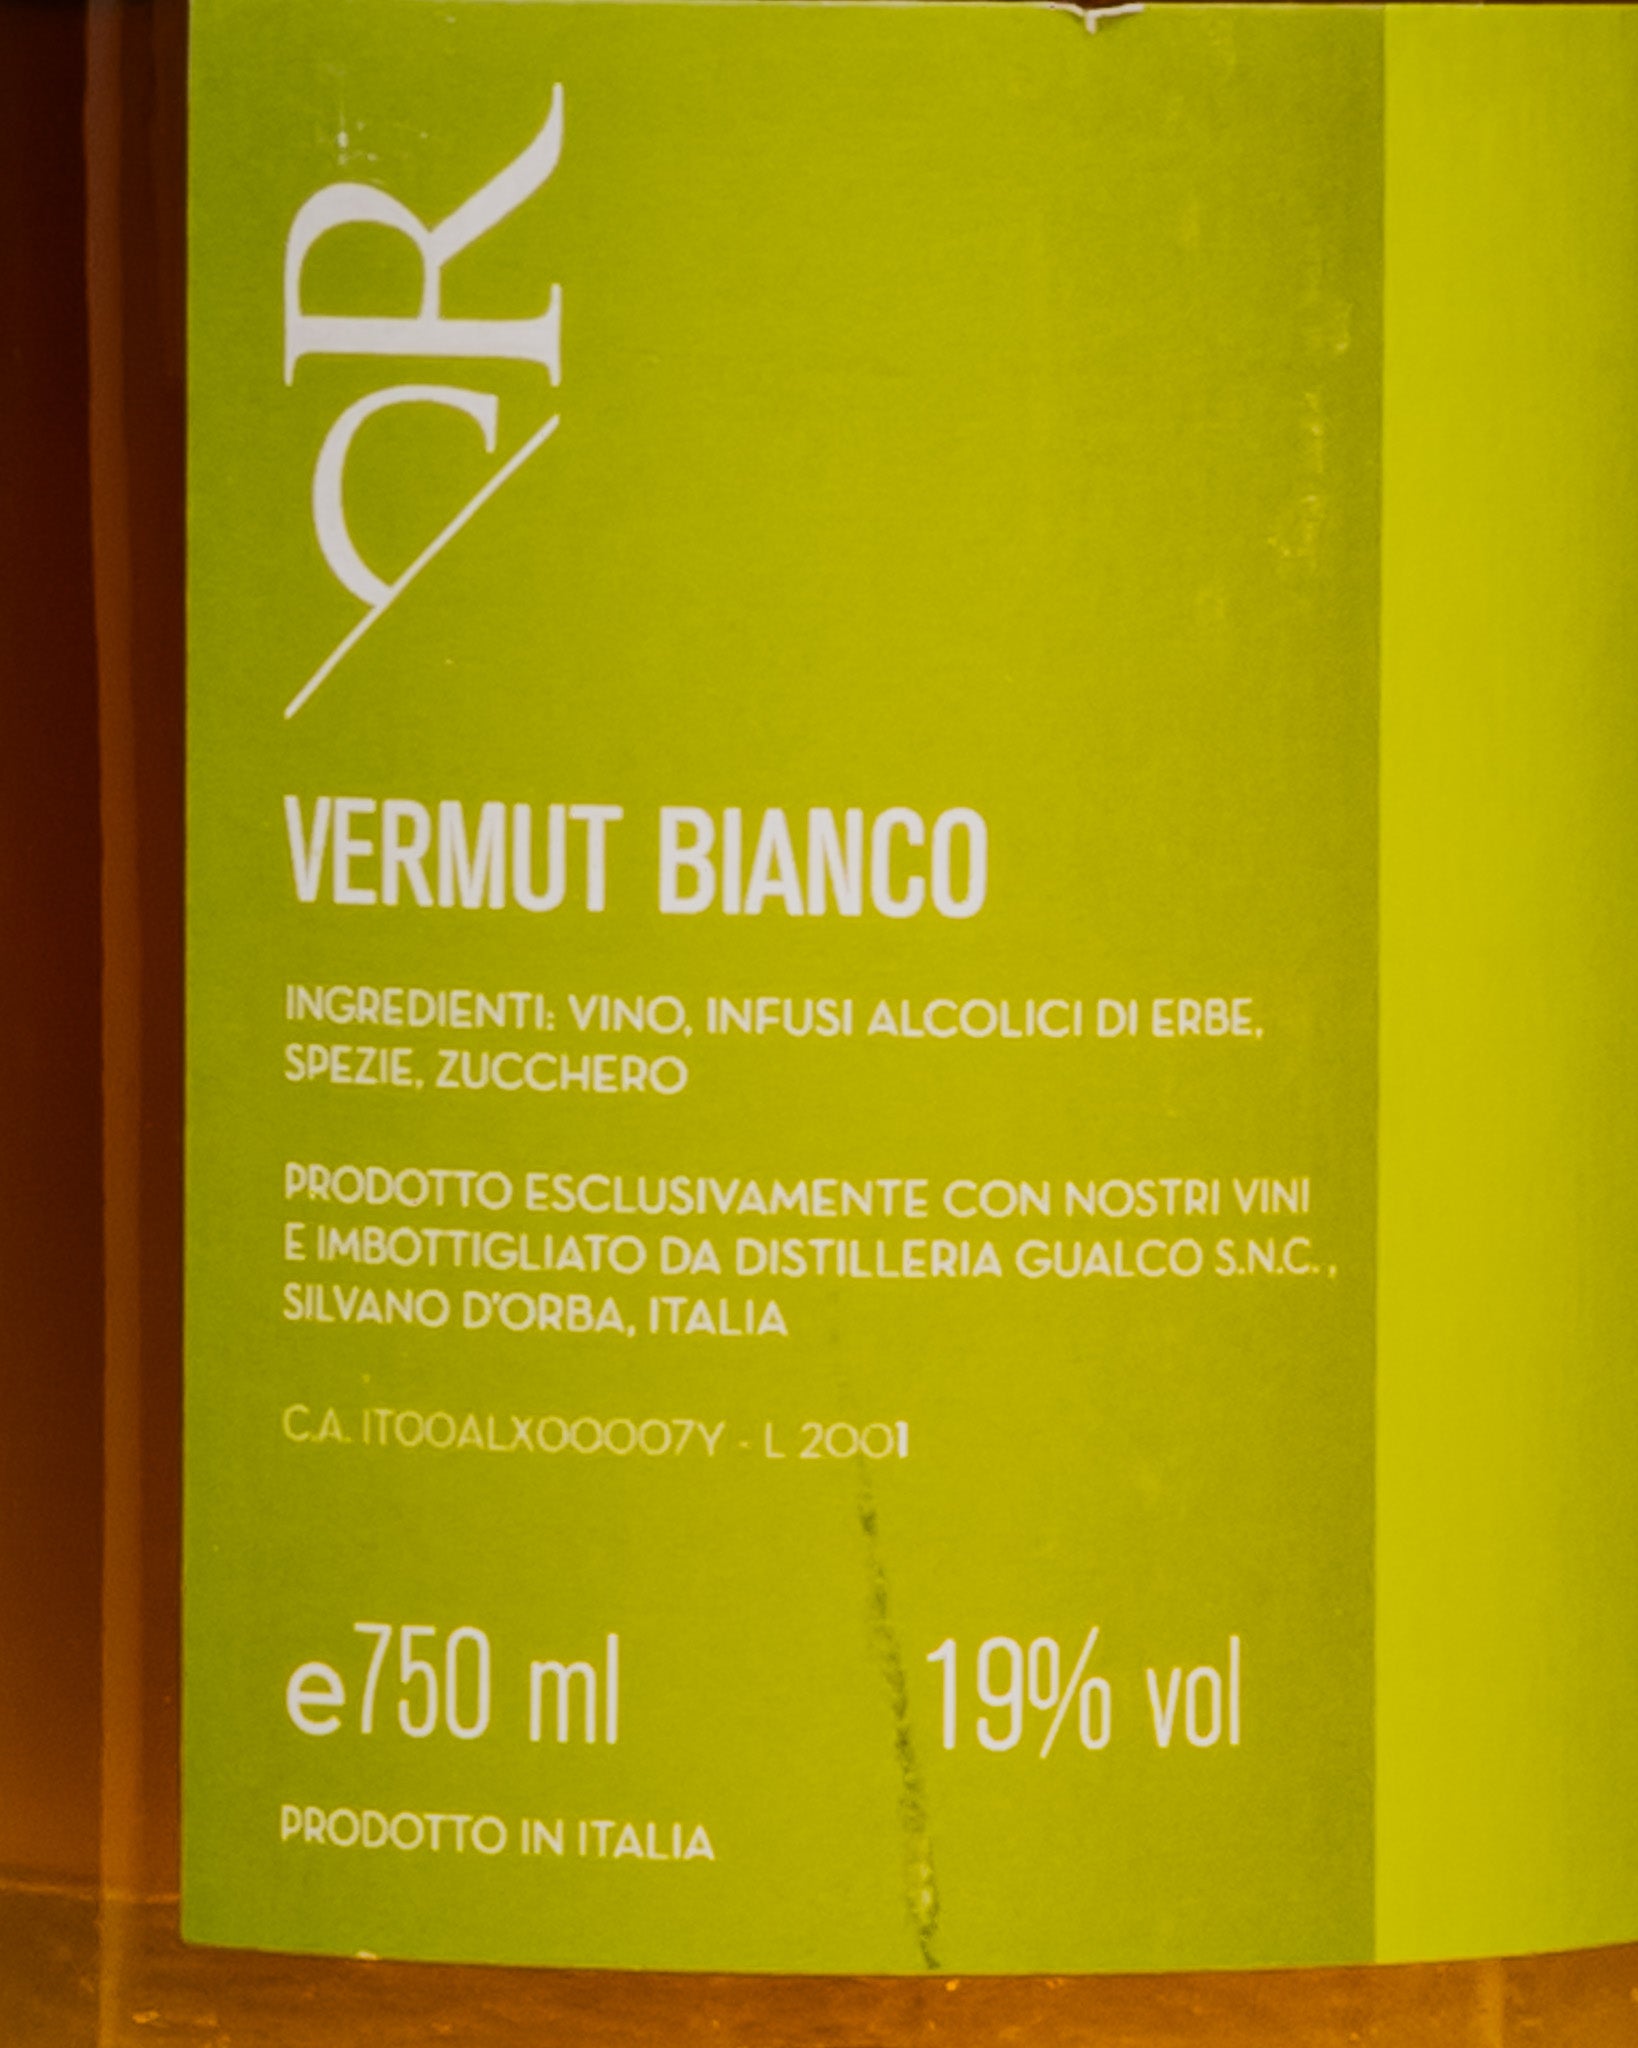 CR
VERMUT BIANCO
INGREDIENTI: VINO, INFUSI ALCOLICI DI ERBE,
SPEZIE, ZUCCHERO
PRODOTTO ESCLUSIVAMENTE CON NOSTRI VINI
E IMBOTTIGLIATO DA DISTILLERIA GUALCO S.N.C.,
SILVANO D'ORBA, ITALIA
C.A. IT00ALX00007Y - L 2001
e750 ml 19% vol
PRODOTTO IN ITALIA